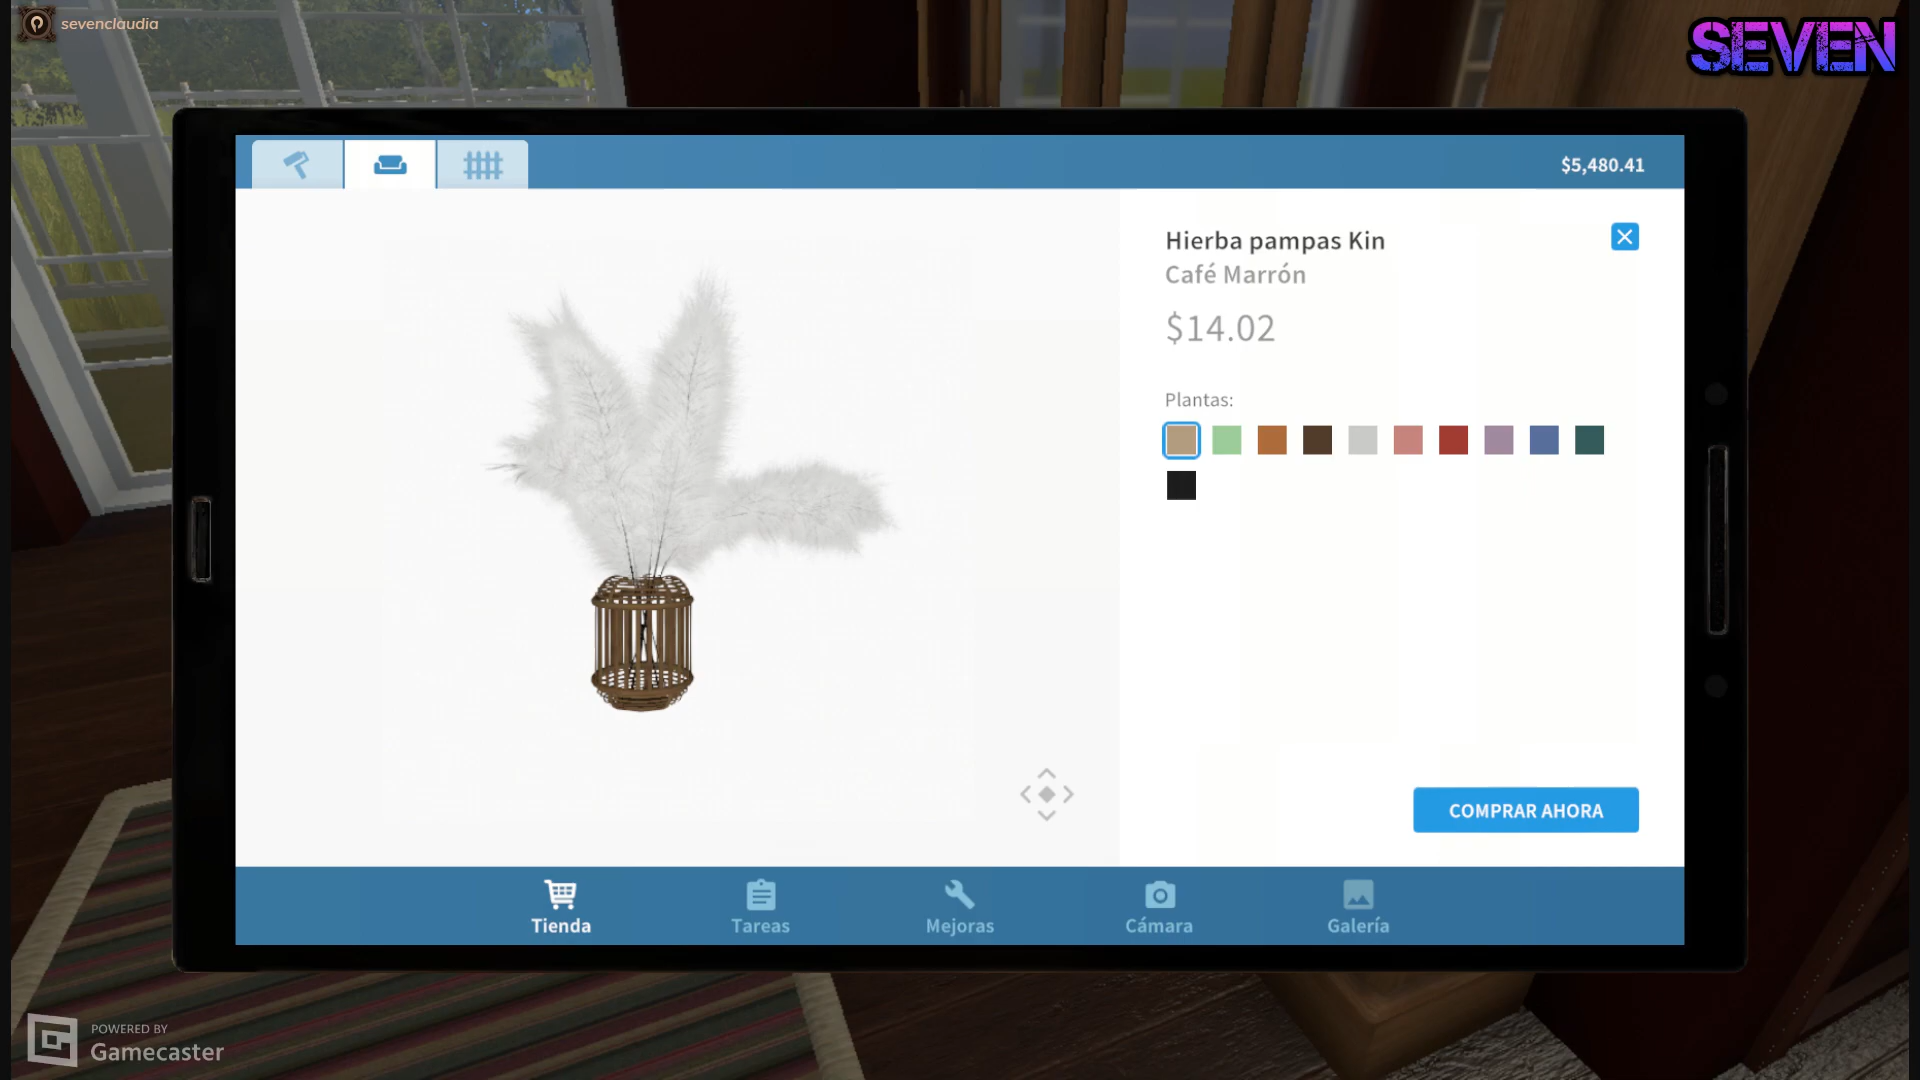 sevenclaudia
SEVEN
$5,480.41
Hierba pampas Kin
Café Marrón
$14.02
Plantas:
COMPRAR AHORA
Tienda
Tareas
Mejoras
Cámara
Galería
POWERED BY
Gamecaster